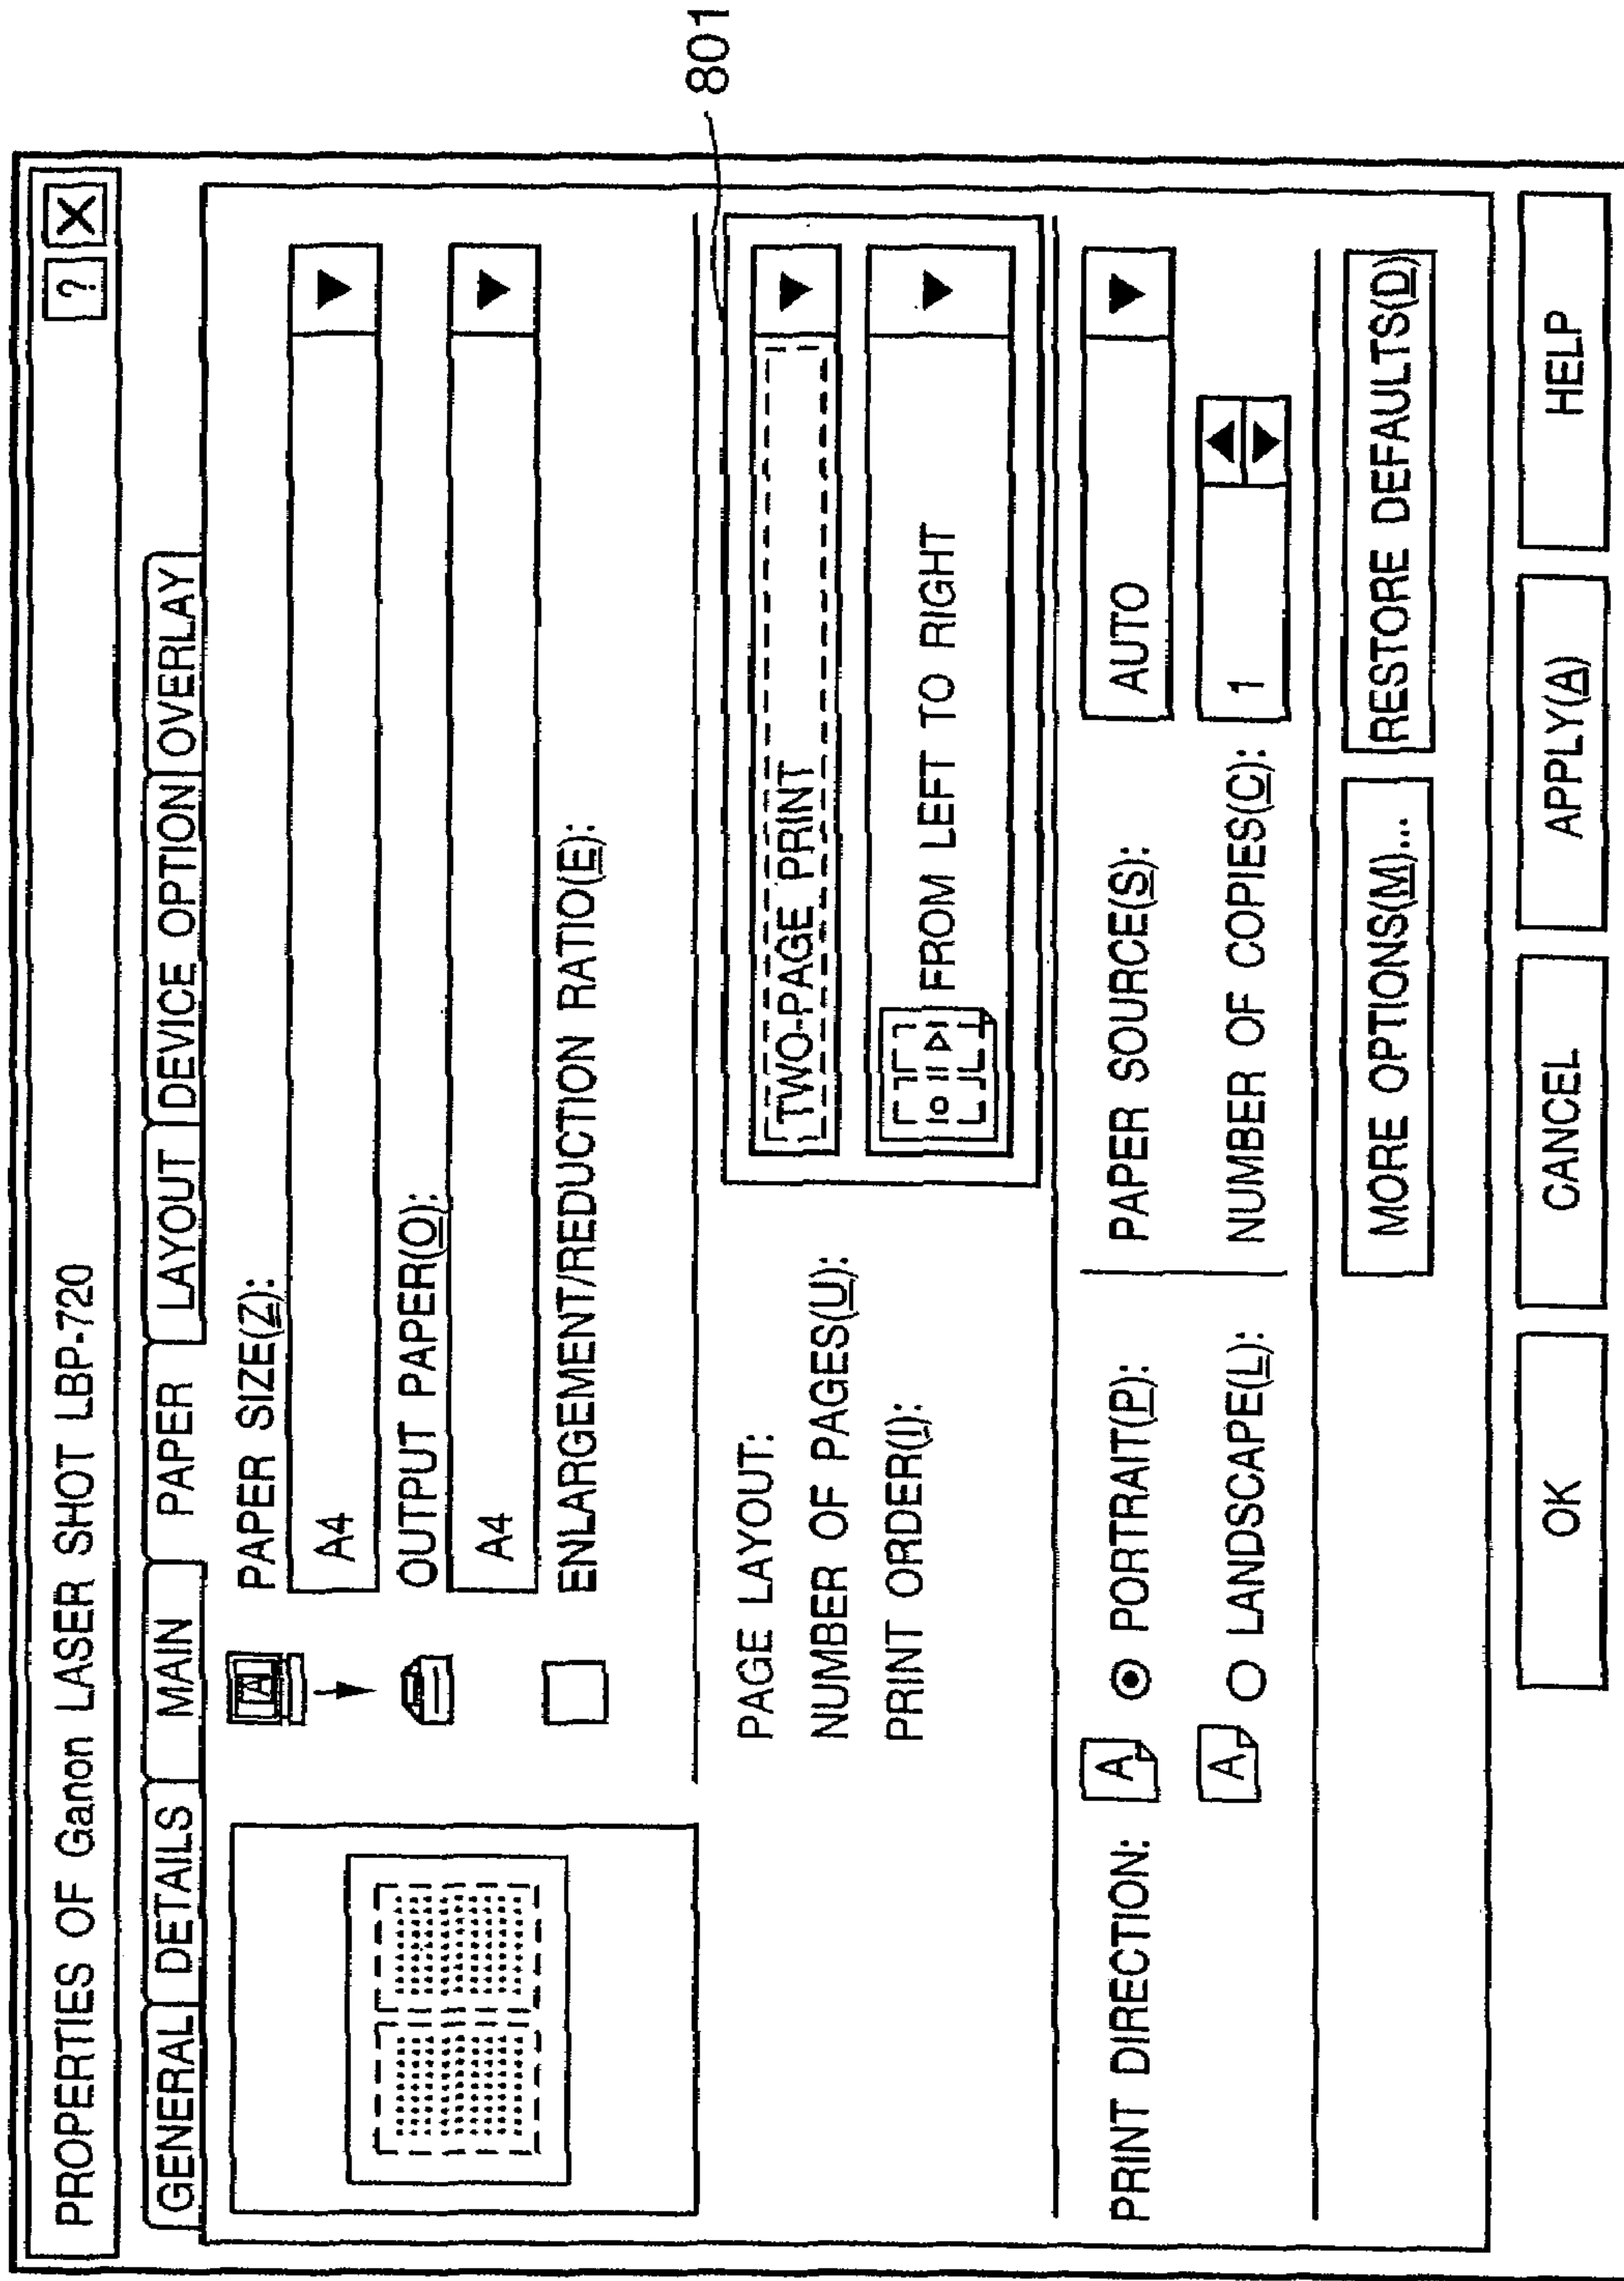 PROPERTIES OF Ganon LASER SHOT LBP-720 ? X
GENERAL DETAILS MAIN PAPER LAYOUT DEVICE OPTION OVERLAY
A
PAPER SIZE(Z):
A4
OUTPUT PAPER(O):
A4
ENLARGEMENT/REDUCTION RATIO(E):
801
PAGE LAYOUT:
NUMBER OF PAGES(U):
TWO-PAGE PRINT
PRINT ORDER(I):
FROM LEFT TO RIGHT
PRINT DIRECTION: A PORTRAIT(P):
A LANDSCAPE(L):
PAPER SOURCE(S): AUTO
NUMBER OF COPIES(C): 1
MORE OPTIONS(M)... RESTORE DEFAULTS(D)
OK CANCEL APPLY(A) HELP